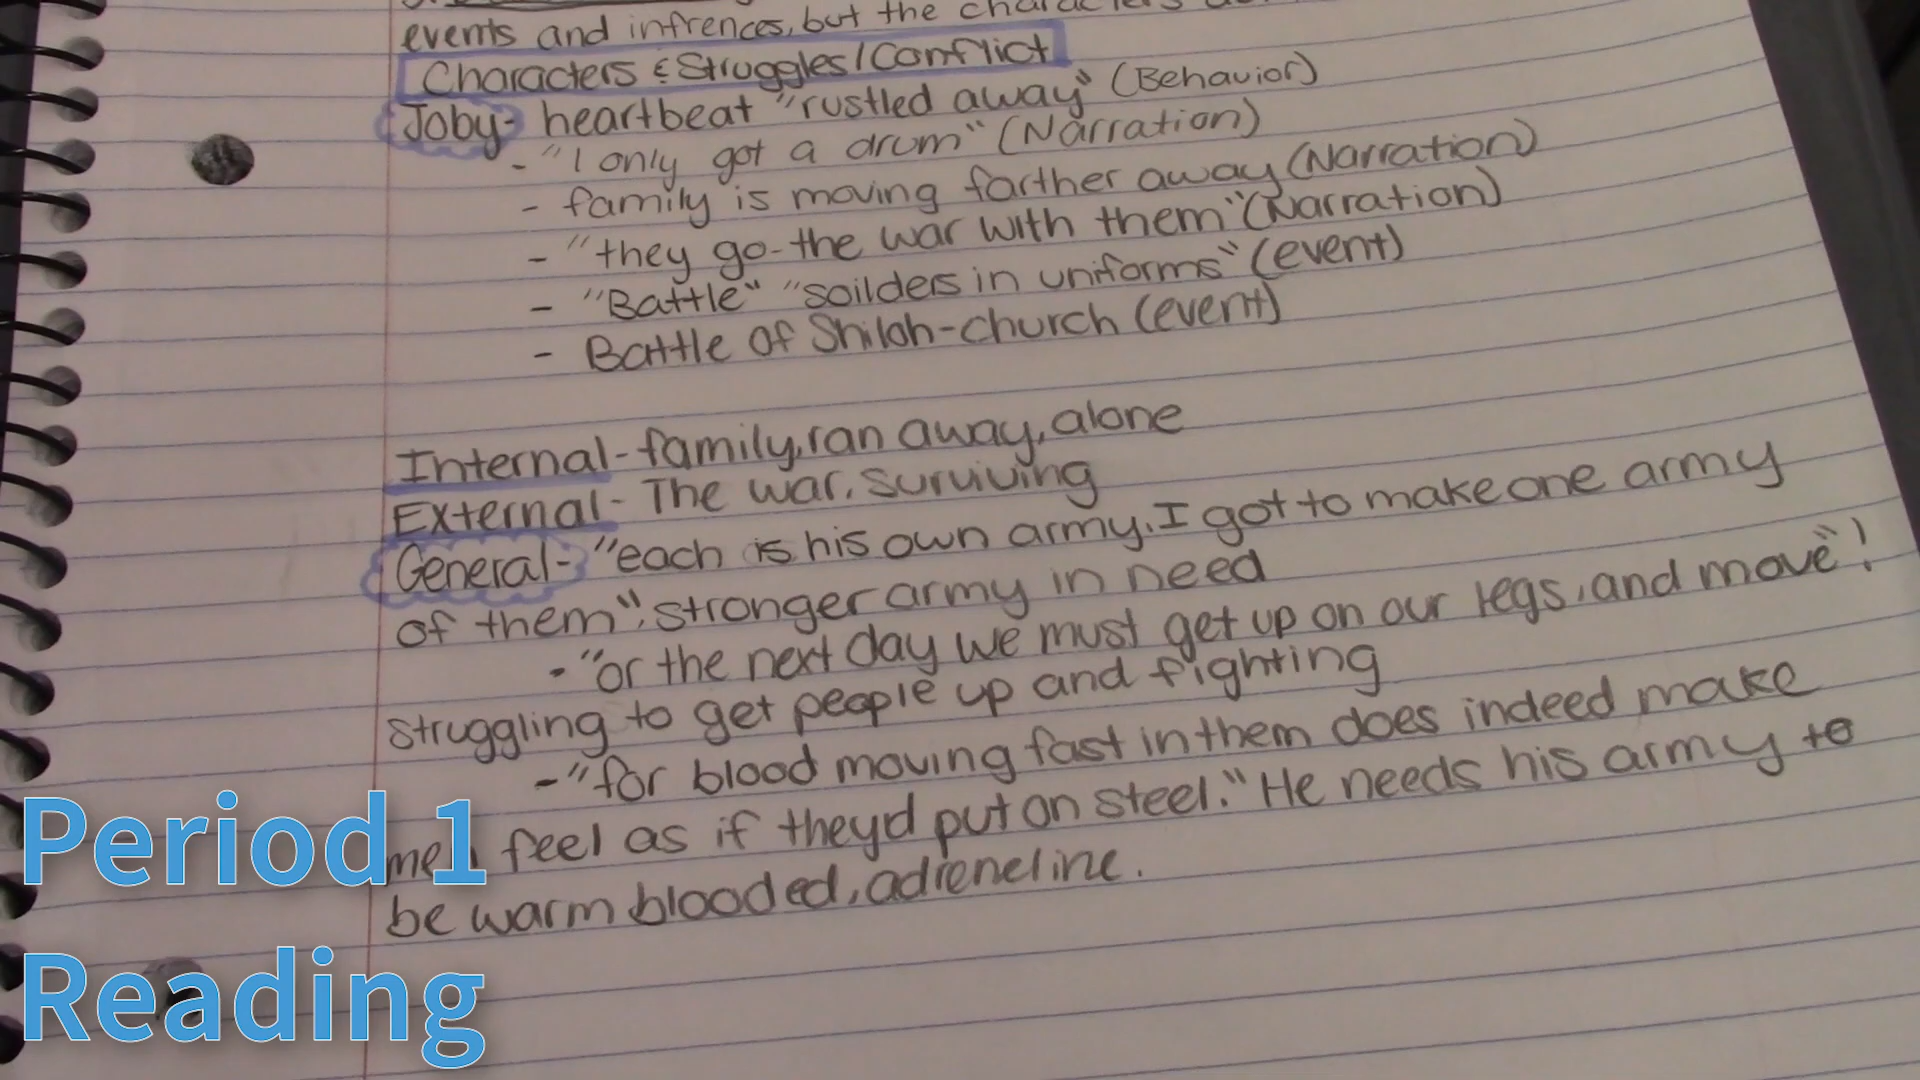 events and infrences, but the characters
Characters & Struggles/Conflict
Joby- heartbeat "rustled away" (Behavior)
- "I only got a drum" (Narration)
- family is moving farther away (Narration)
- "they go-the war with them" (Narration)
- "Battle" "soilders in uniforms" (event)
- Battle of Shiloh-church (event)
Internal- family, ran away, alone
External- The war, surviving
General- "each is his own army. I got to make one army
of them", stronger army in need
- "or the next day we must get up on our legs, and move"!
struggling to get people up and fighting
- "for blood moving fast in them does indeed make
men feel as if they'd put on steel." He needs his army to
be warm blooded, adreneline.
Period 1
Reading